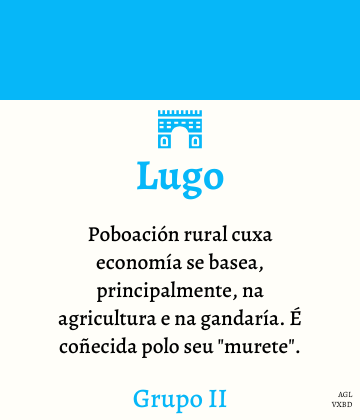 Lugo
Poboación rural cuxa
economía se basea,
principalmente, na
agricultura e na gandaría. É
coñecida polo seu "murete".
Grupo II
AGL
VXBD